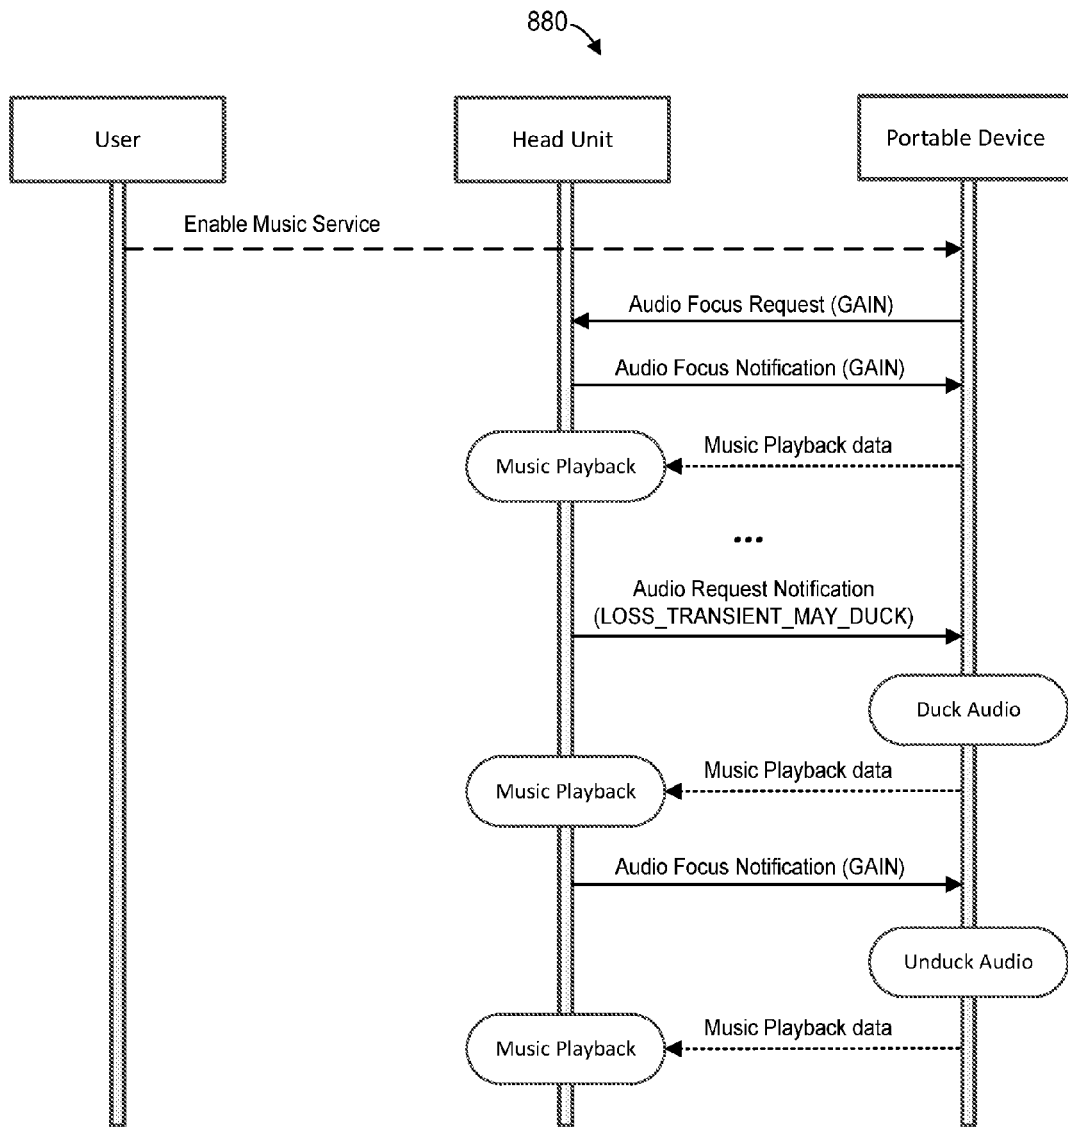 880
User
Head Unit
Portable Device
Enable Music Service
Audio Focus Request (GAIN)
Audio Focus Notification (GAIN)
Music Playback data
Music Playback
...
Audio Request Notification
(LOSS_TRANSIENT_MAY_DUCK)
Duck Audio
Music Playback data
Music Playback
Audio Focus Notification (GAIN)
Unduck Audio
Music Playback data
Music Playback